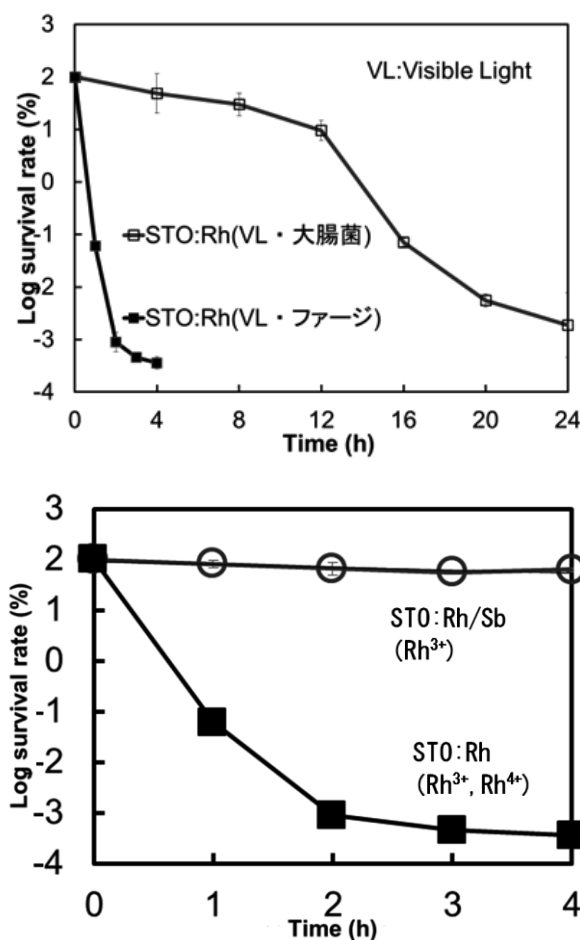 3
2
1
0
-1
-2
-3
-4
Log survival rate (%)
VL:Visible Light
STO:Rh(VL・大腸菌)
STO:Rh(VL・ファージ)
0 4 8 12 16 20 24
Time (h)
3
2
1
0
-1
-2
-3
-4
Log survival rate (%)
STO:Rh/Sb
(Rh³⁺)
STO:Rh
(Rh³⁺, Rh⁴⁺)
0 1 2 3 4
Time (h)